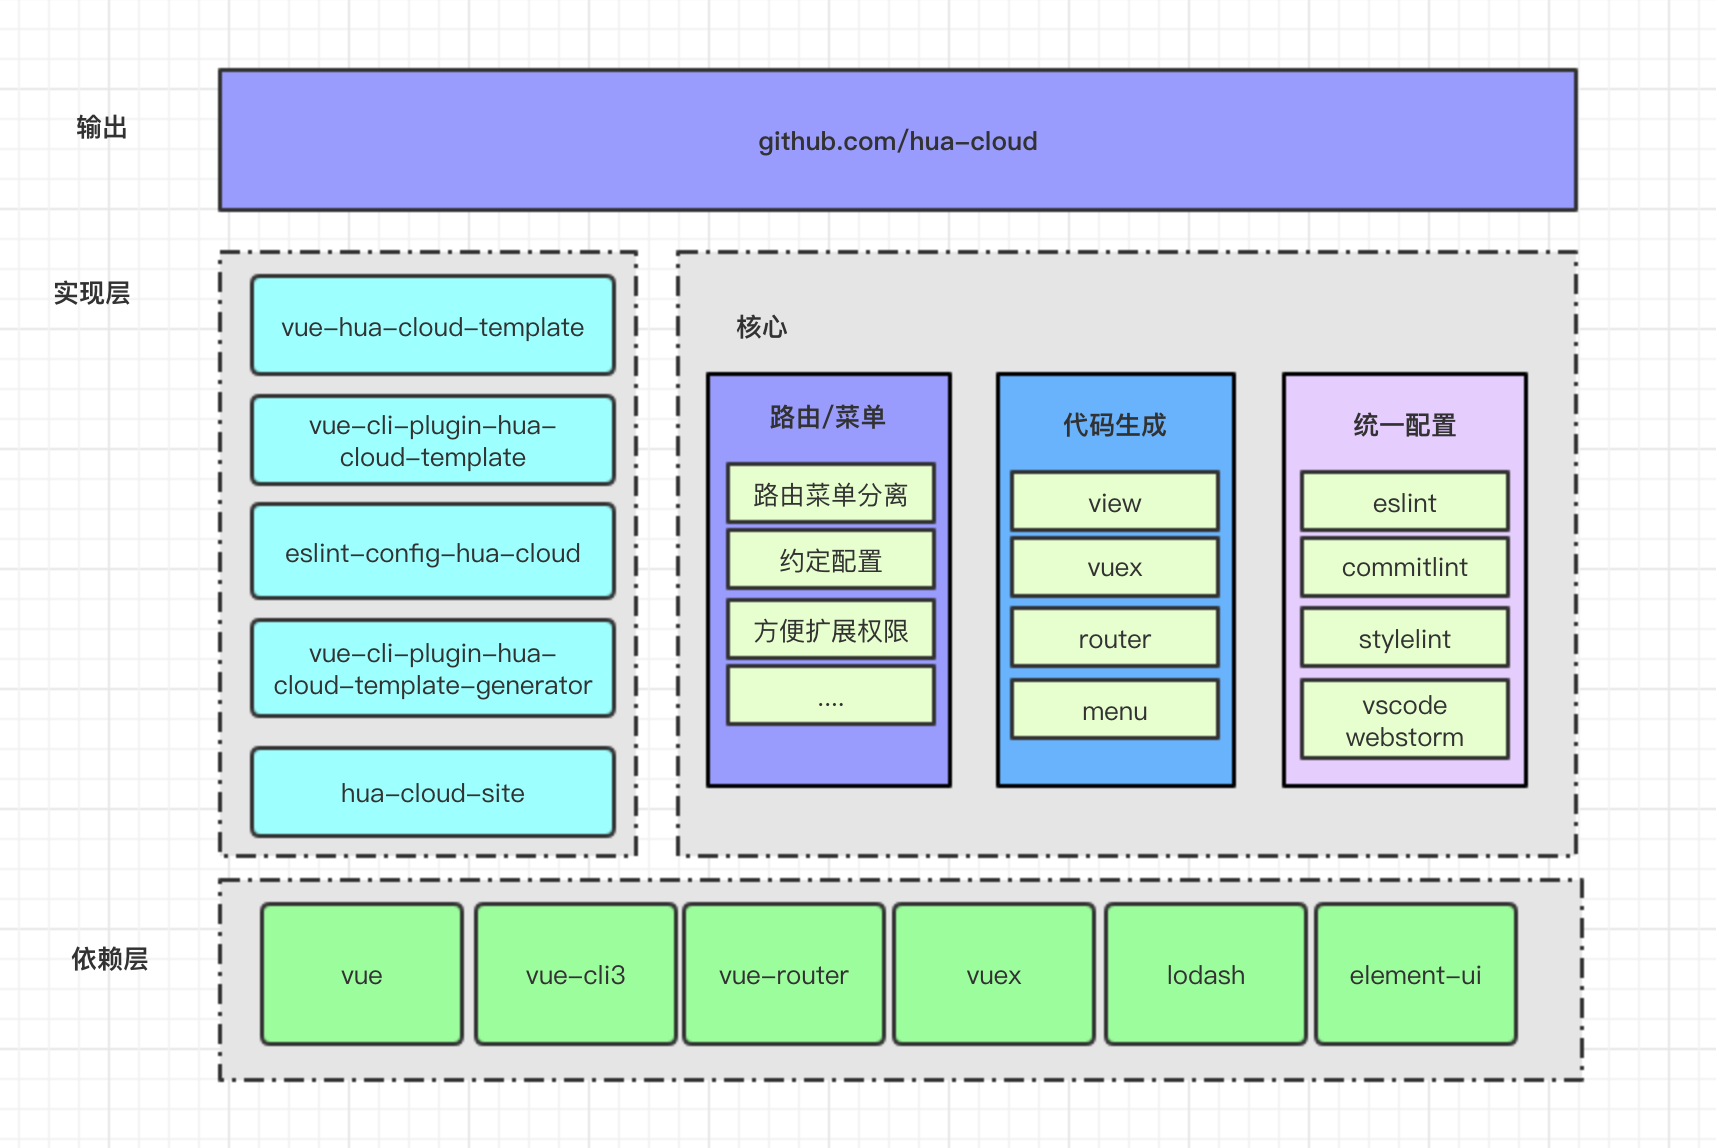 输出
github.com/hua-cloud
实现层
vue-hua-cloud-template
vue-cli-plugin-hua-
cloud-template
eslint-config-hua-cloud
vue-cli-plugin-hua-
cloud-template-generator
hua-cloud-site
核心
路由/菜单
路由菜单分离
约定配置
方便扩展权限
....
代码生成
view
vuex
router
menu
统一配置
eslint
commitlint
stylelint
vscode
webstorm
依赖层
vue
vue-cli3
vue-router
vuex
lodash
element-ui